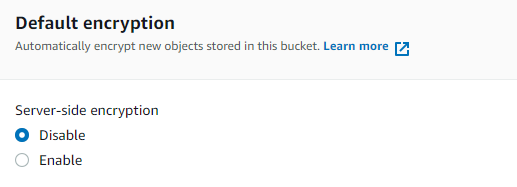 Default encryption
Automatically encrypt new objects stored in this bucket. Learn more
Server-side encryption
Disable
Enable